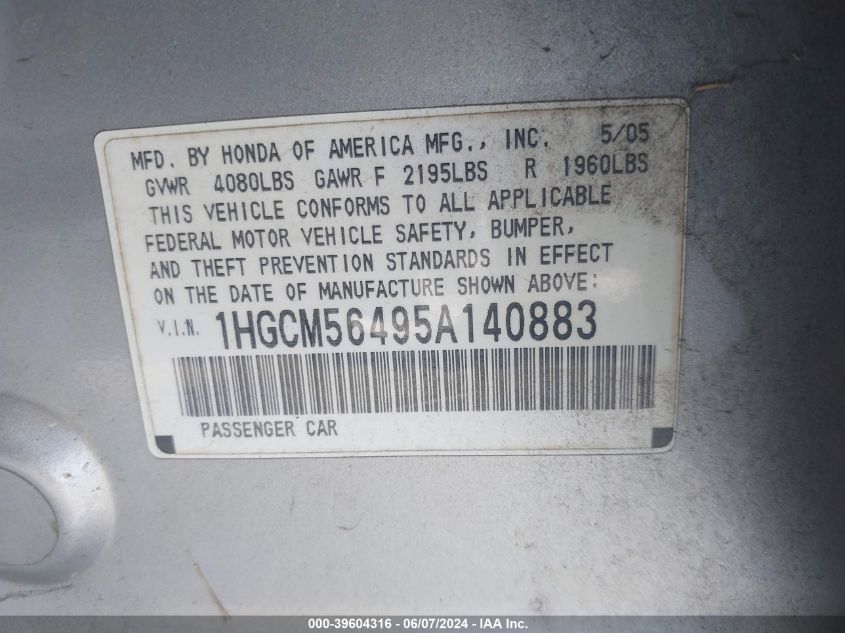 MFD. BY HONDA OF AMERICA MFG., INC. 5/05
GVWR 4080LBS GAWR F 2195LBS R 1960LBS
THIS VEHICLE CONFORMS TO ALL APPLICABLE
FEDERAL MOTOR VEHICLE SAFETY, BUMPER,
AND THEFT PREVENTION STANDARDS IN EFFECT
ON THE DATE OF MANUFACTURE SHOWN ABOVE:
V.I.N. 1HGCM56495A140883
PASSENGER CAR
000-39604316 - 06/07/2024 - IAA Inc.